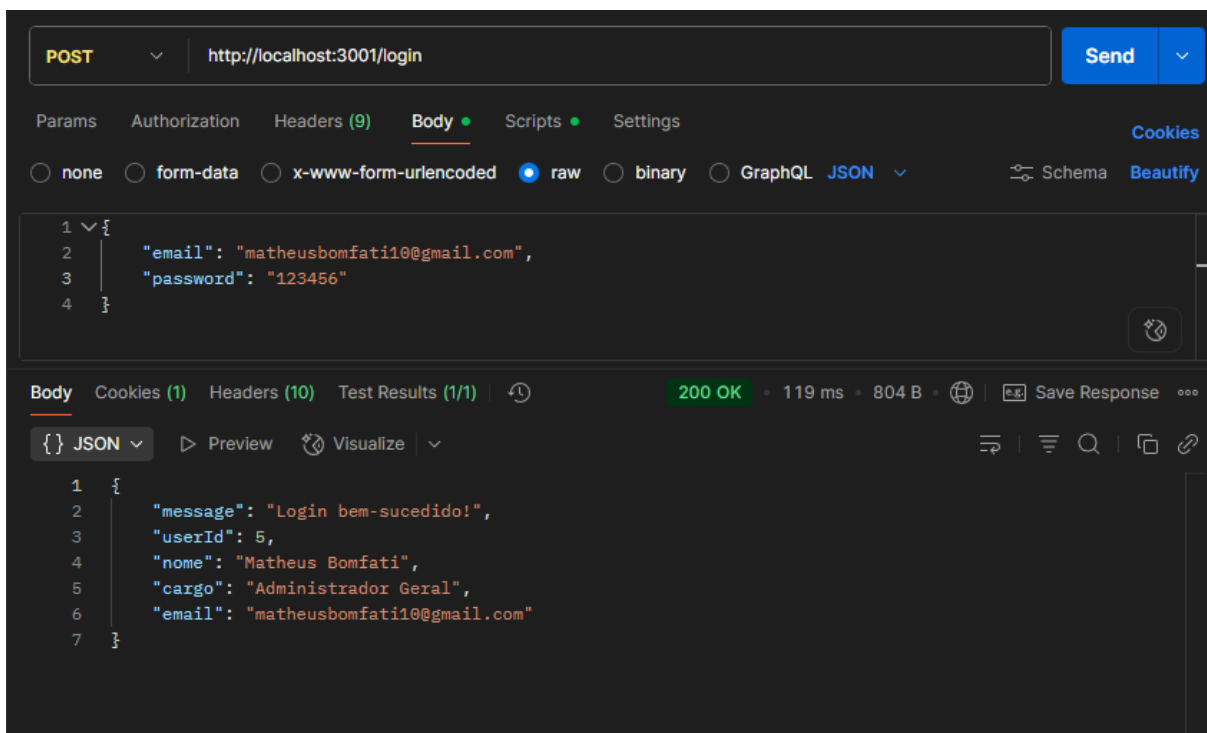 POST http://localhost:3001/login Send
Params Authorization Headers (9) Body Scripts Settings Cookies
none form-data x-www-form-urlencoded raw binary GraphQL JSON Schema Beautify
1 {
2 "email": "matheusbomfati10@gmail.com",
3 "password": "123456"
4 }
Body Cookies (1) Headers (10) Test Results (1/1) 200 OK • 119 ms • 804 B • e.g. Save Response
{} JSON Preview Visualize
1 {
2 "message": "Login bem-sucedido!",
3 "userId": 5,
4 "nome": "Matheus Bomfati",
5 "cargo": "Administrador Geral",
6 "email": "matheusbomfati10@gmail.com"
7 }